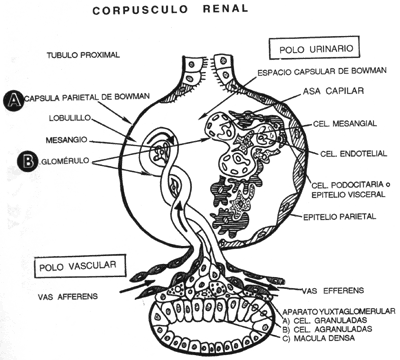 CORPUSCULO RENAL
POLO URINARIO
TUBULO PROXIMAL
ESPACIO CAPSULAR DE BOWMAN
A
CAPSULA PARIETAL DE BOWMAN
ASA CAPILAR
LOBULILLO
CEL. MESANGIAL
MESANGIO
B
GLOMÉRULO
CEL. ENDOTELIAL
CEL. PODOCITARIA o
EPITELIO VISCERAL
EPITELIO PARIETAL
POLO VASCULAR
VAS AFFERENS
VAS EFFERENS
APARATO YUXTAGLOMERULAR
A) CEL. GRANULADAS
B) CEL. AGRANULADAS
C) MACULA DENSA